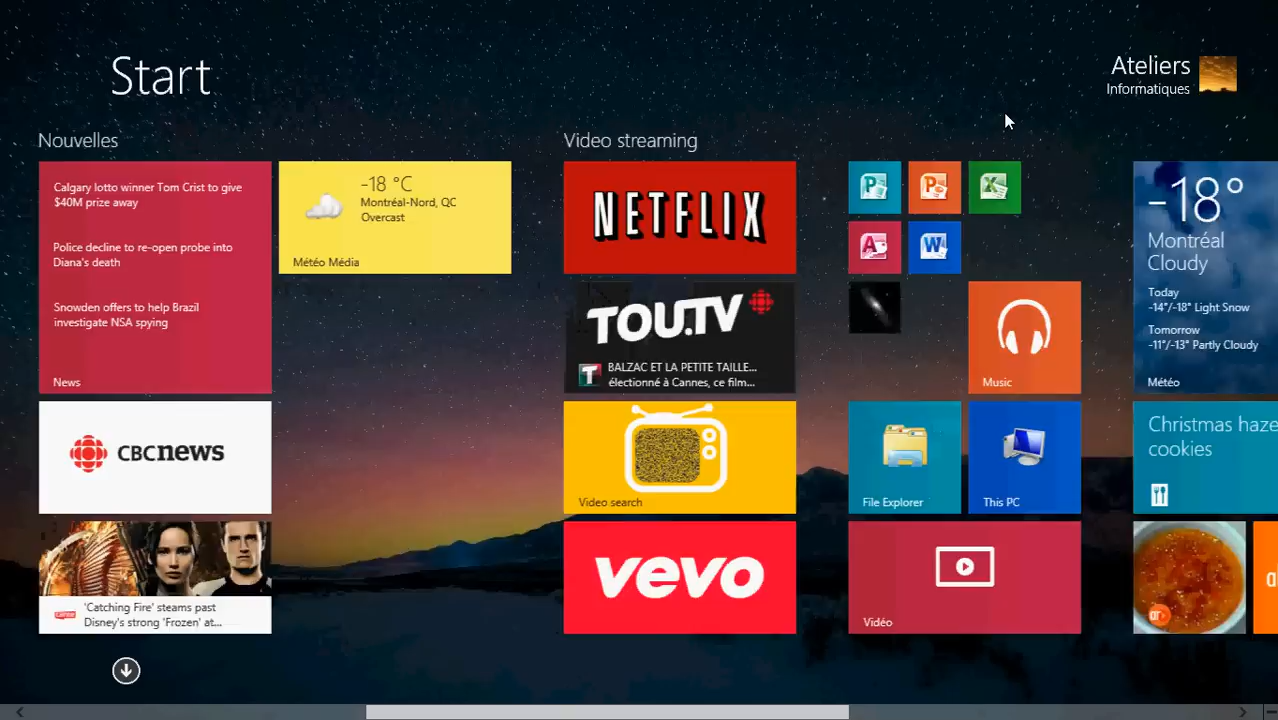 Start
Ateliers
Informatiques
Nouvelles
Calgary lotto winner Tom Crist to give
$40M prize away
Police decline to re-open probe into
Diana's death
Snowden offers to help Brazil
investigate NSA spying
News
-18 °C
Montréal-Nord, QC
Overcast
Météo Média
CBCnews
'Catching Fire' steams past
Disney's strong 'Frozen' at...
Video streaming
NETFLIX
TOU.TV
T
BALZAC ET LA PETITE TAILLE...
électionné à Cannes, ce film...
Video search
vevo
P
P
X
A
W
Music
File Explorer
This PC
Vidéo
-18°
Montréal
Cloudy
Today
-14°/-18° Light Snow
Tomorrow
-11°/-13° Partly Cloudy
Météo
Christmas haze
cookies